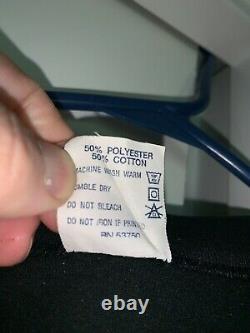 50% POLYESTER
50% COTTON
MACHINE WASH WARM
TUMBLE DRY
DO NOT BLEACH
DO NOT IRON IF PRINTED
RN 53750